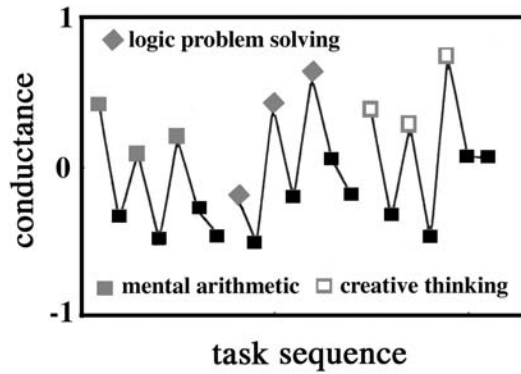 1
logic problem solving
conductance
0
mental arithmetic creative thinking
-1
task sequence